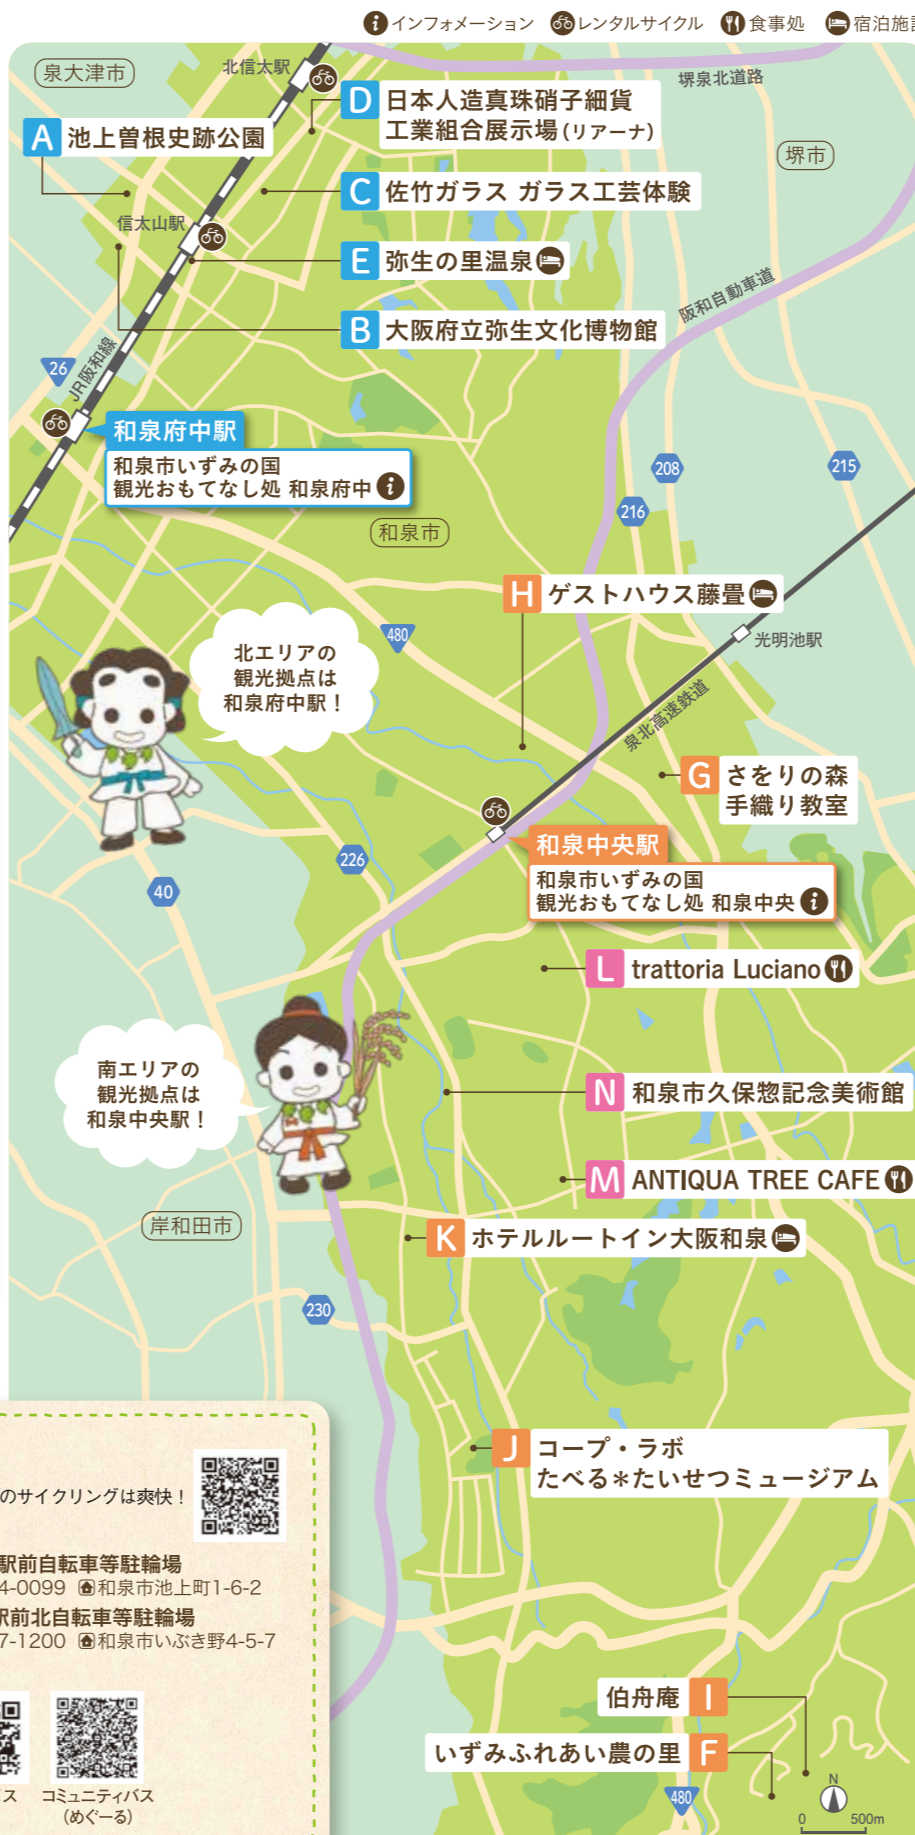 インフォメーション レンタルサイクル 食事処 宿泊施設
泉大津市
北信太駅
堺泉北道路
A 池上曽根史跡公園
D 日本人造真珠硝子細貨
工業組合展示場(リアーナ)
堺市
C 佐竹ガラス ガラス工芸体験
信太山駅
E 弥生の里温泉
阪和自動車道
B 大阪府立弥生文化博物館
26
JR阪和線
和泉府中駅
和泉市いずみの国
観光おもてなし処 和泉府中
208
215
216
和泉市
H ゲストハウス藤畳
480
光明池駅
北エリアの
観光拠点は
和泉府中駅!
泉北高速鉄道
G さをりの森
手織り教室
和泉中央駅
和泉市いずみの国
観光おもてなし処 和泉中央
226
40
L trattoria Luciano
南エリアの
観光拠点は
和泉中央駅!
N 和泉市久保惣記念美術館
M ANTIQUA TREE CAFE
岸和田市
K ホテルルートイン大阪和泉
230
J コープ・ラボ
たべる*たいせつミュージアム
のサイクリングは爽快!
駅前自転車等駐輪場
4-0099 和泉市池上町1-6-2
駅前北自転車等駐輪場
7-1200 和泉市いぶき野4-5-7
伯舟庵 I
いずみふれあい農の里 F
480
ス コミュニティバス
(めぐーる)
N
0 500m